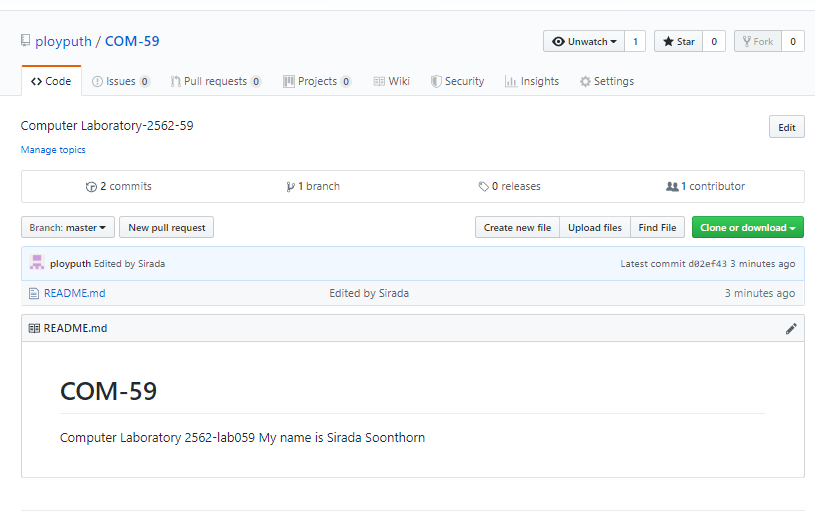 ployputh / COM-59
Unwatch 1 Star 0 Fork 0
Code Issues 0 Pull requests 0 Projects 0 Wiki Security Insights Settings
Computer Laboratory-2562-59 Edit
Manage topics
2 commits 1 branch 0 releases 1 contributor
Branch: master New pull request Create new file Upload files Find File Clone or download
ployputh Edited by Sirada Latest commit d02ef43 3 minutes ago
README.md Edited by Sirada 3 minutes ago
README.md
COM-59
Computer Laboratory 2562-lab059 My name is Sirada Soonthorn